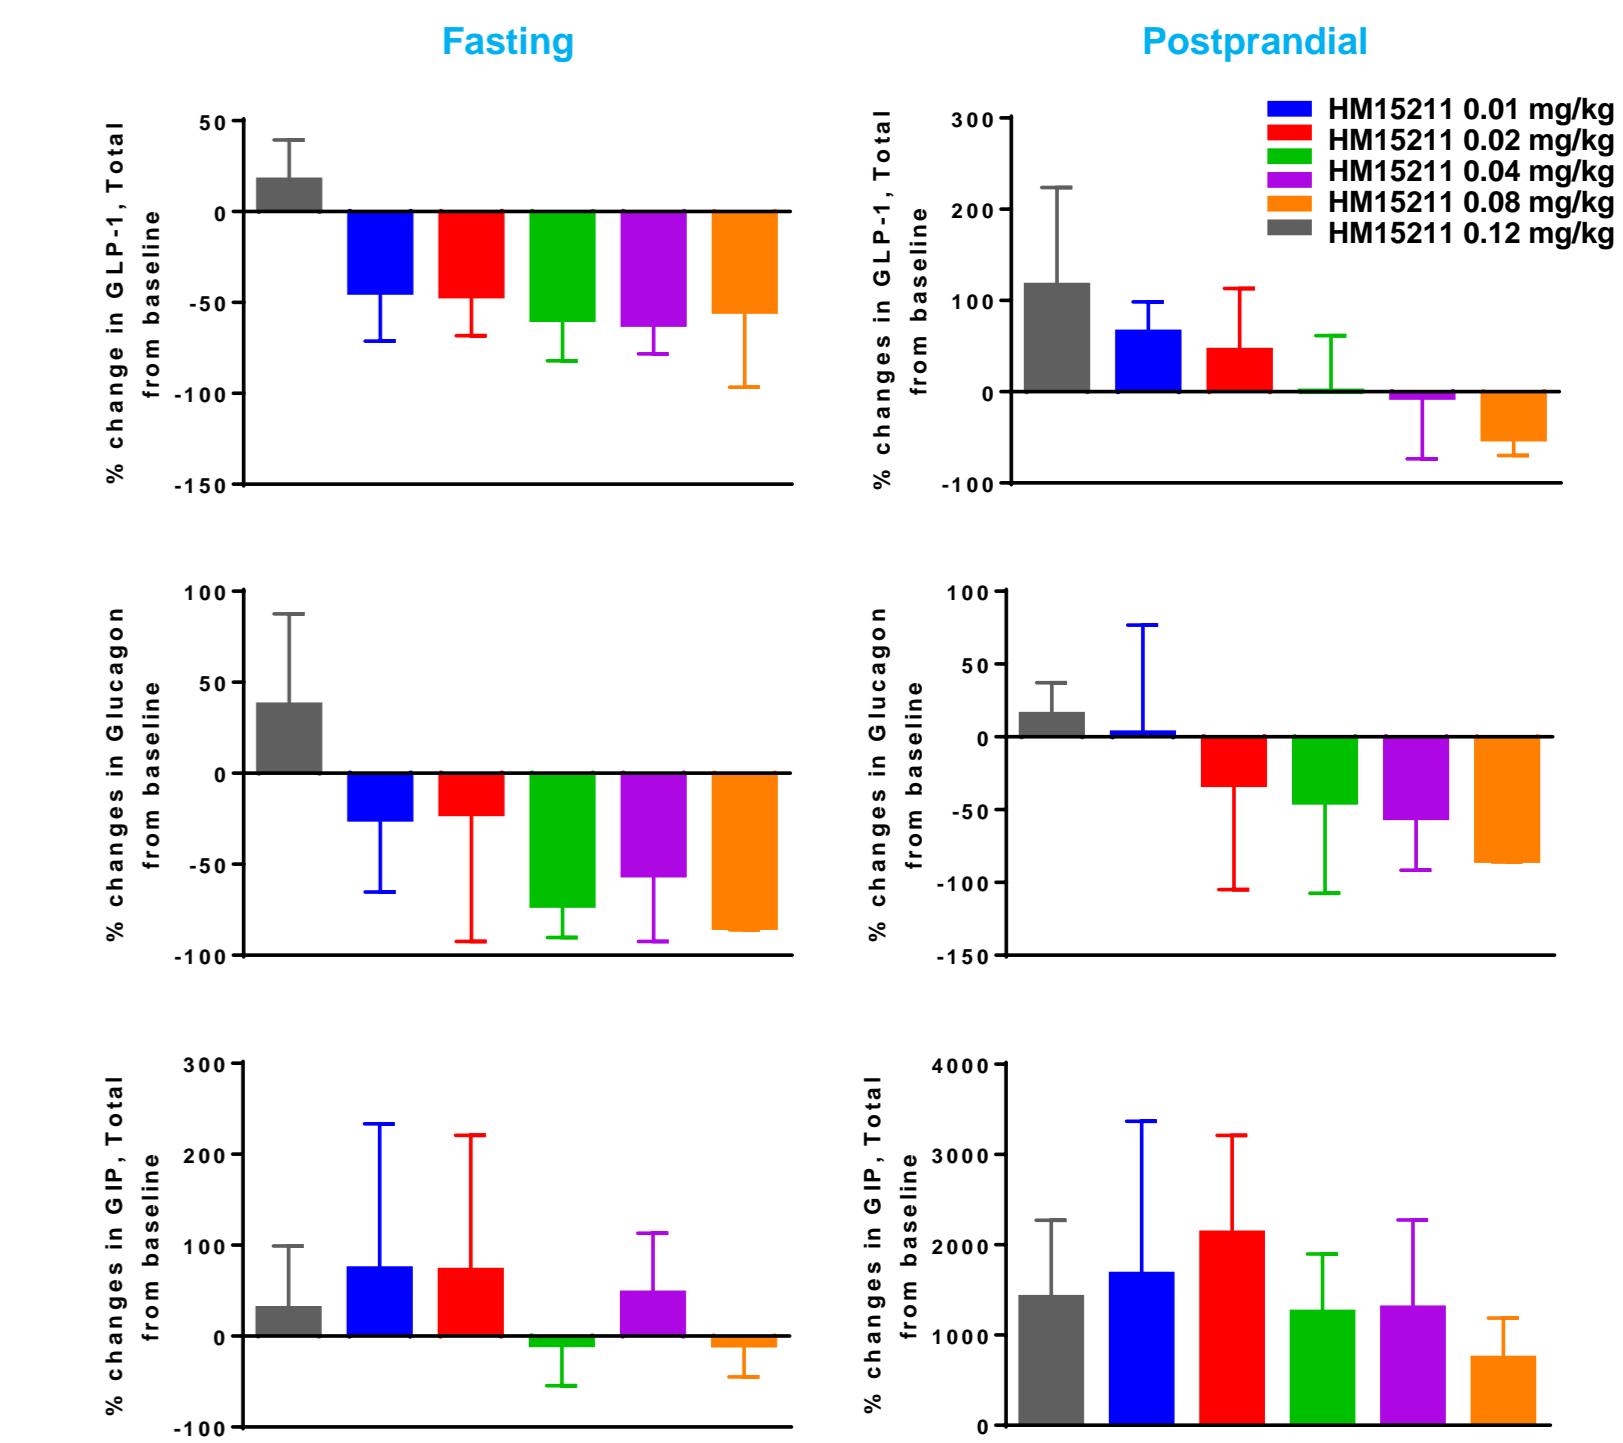 Fasting
Postprandial
HM15211 0.01 mg/kg
HM15211 0.02 mg/kg
HM15211 0.04 mg/kg
HM15211 0.08 mg/kg
HM15211 0.12 mg/kg
% change in GLP-1, Total
from baseline
50
0
-50
-100
-150
% changes in GLP-1, Total
from baseline
300
200
100
0
-100
% changes in Glucagon
from baseline
100
50
0
-50
-100
% changes in Glucagon
from baseline
100
50
0
-50
-100
-150
% changes in GIP, Total
from baseline
300
200
100
0
-100
% changes in GIP, Total
from baseline
4000
3000
2000
1000
0